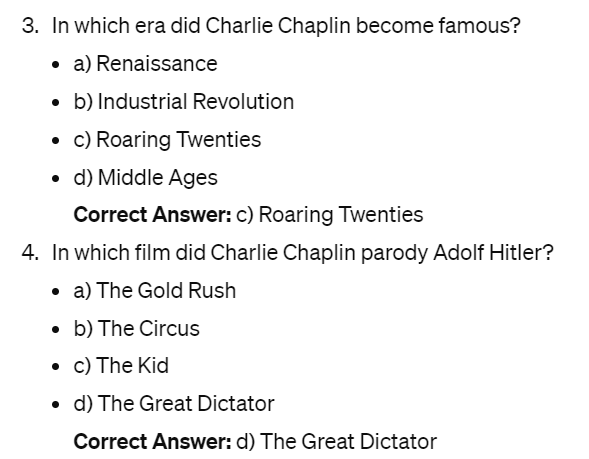 3. In which era did Charlie Chaplin become famous?
• a) Renaissance
• b) Industrial Revolution
• c) Roaring Twenties
• d) Middle Ages
Correct Answer: c) Roaring Twenties
4. In which film did Charlie Chaplin parody Adolf Hitler?
• a) The Gold Rush
• b) The Circus
• c) The Kid
• d) The Great Dictator
Correct Answer: d) The Great Dictator